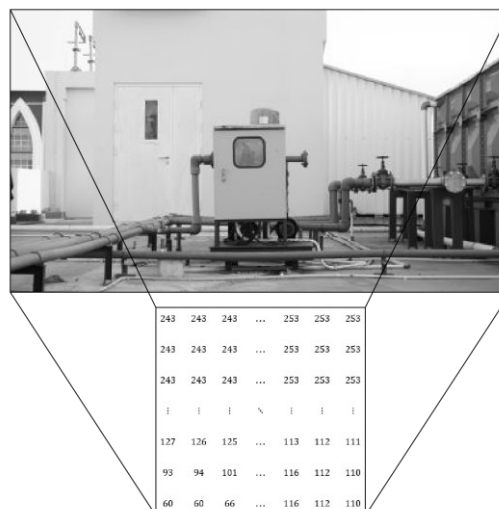 243 243 243 ... 253 253 253
243 243 243 ... 253 253 253
243 243 243 ... 253 253 253
⋮ ⋮ ⋮ ⋱ ⋮ ⋮ ⋮
127 126 125 ... 113 112 111
93 94 101 ... 116 112 110
60 60 66 ... 116 112 110